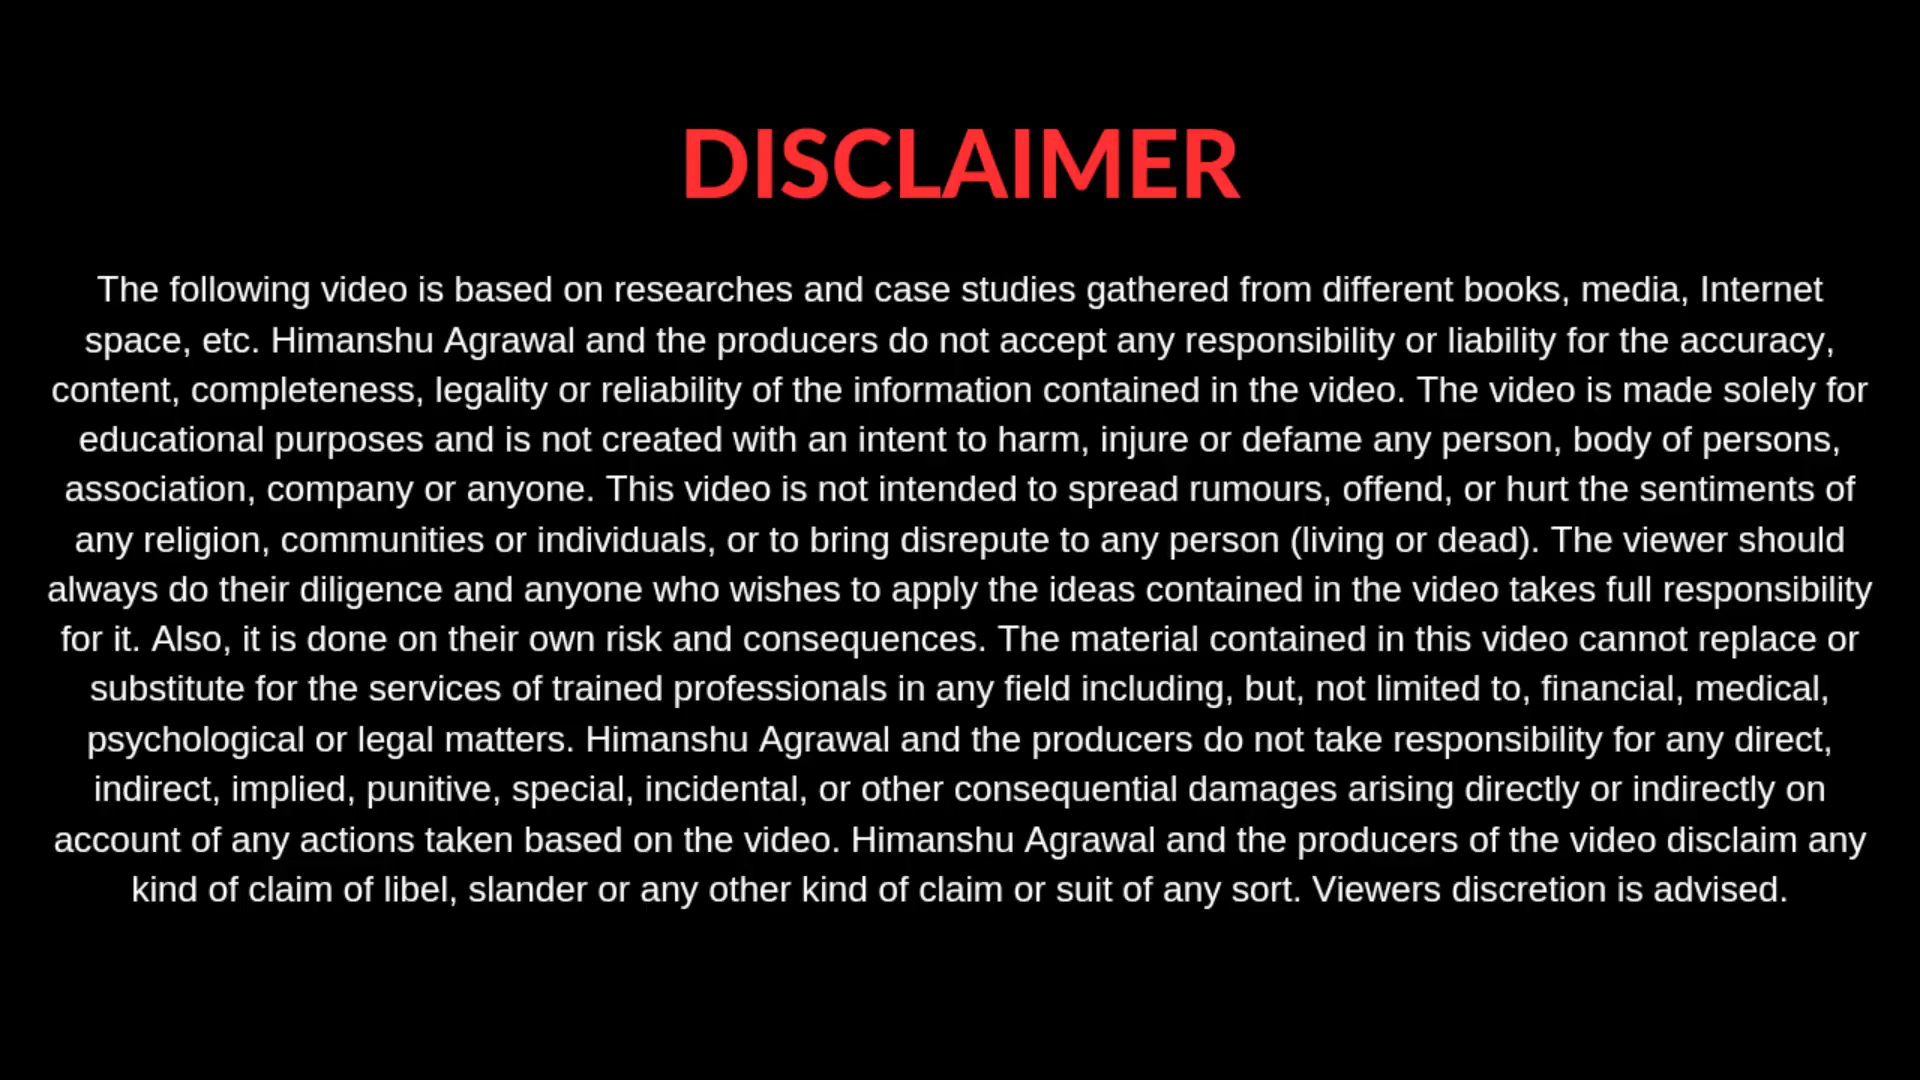 DISCLAIMER
The following video is based on researches and case studies gathered from different books, media, Internet
space, etc. Himanshu Agrawal and the producers do not accept any responsibility or liability for the accuracy,
content, completeness, legality or reliability of the information contained in the video. The video is made solely for
educational purposes and is not created with an intent to harm, injure or defame any person, body of persons,
association, company or anyone. This video is not intended to spread rumours, offend, or hurt the sentiments of
any religion, communities or individuals, or to bring disrepute to any person (living or dead). The viewer should
always do their diligence and anyone who wishes to apply the ideas contained in the video takes full responsibility
for it. Also, it is done on their own risk and consequences. The material contained in this video cannot replace or
substitute for the services of trained professionals in any field including, but, not limited to, financial, medical,
psychological or legal matters. Himanshu Agrawal and the producers do not take responsibility for any direct,
indirect, implied, punitive, special, incidental, or other consequential damages arising directly or indirectly on
account of any actions taken based on the video. Himanshu Agrawal and the producers of the video disclaim any
kind of claim of libel, slander or any other kind of claim or suit of any sort. Viewers discretion is advised.